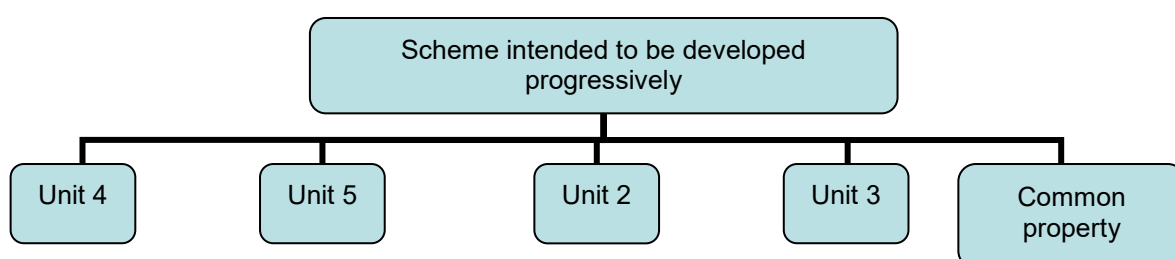 Scheme intended to be developed
progressively
Unit 4
Unit 5
Unit 2
Unit 3
Common
property